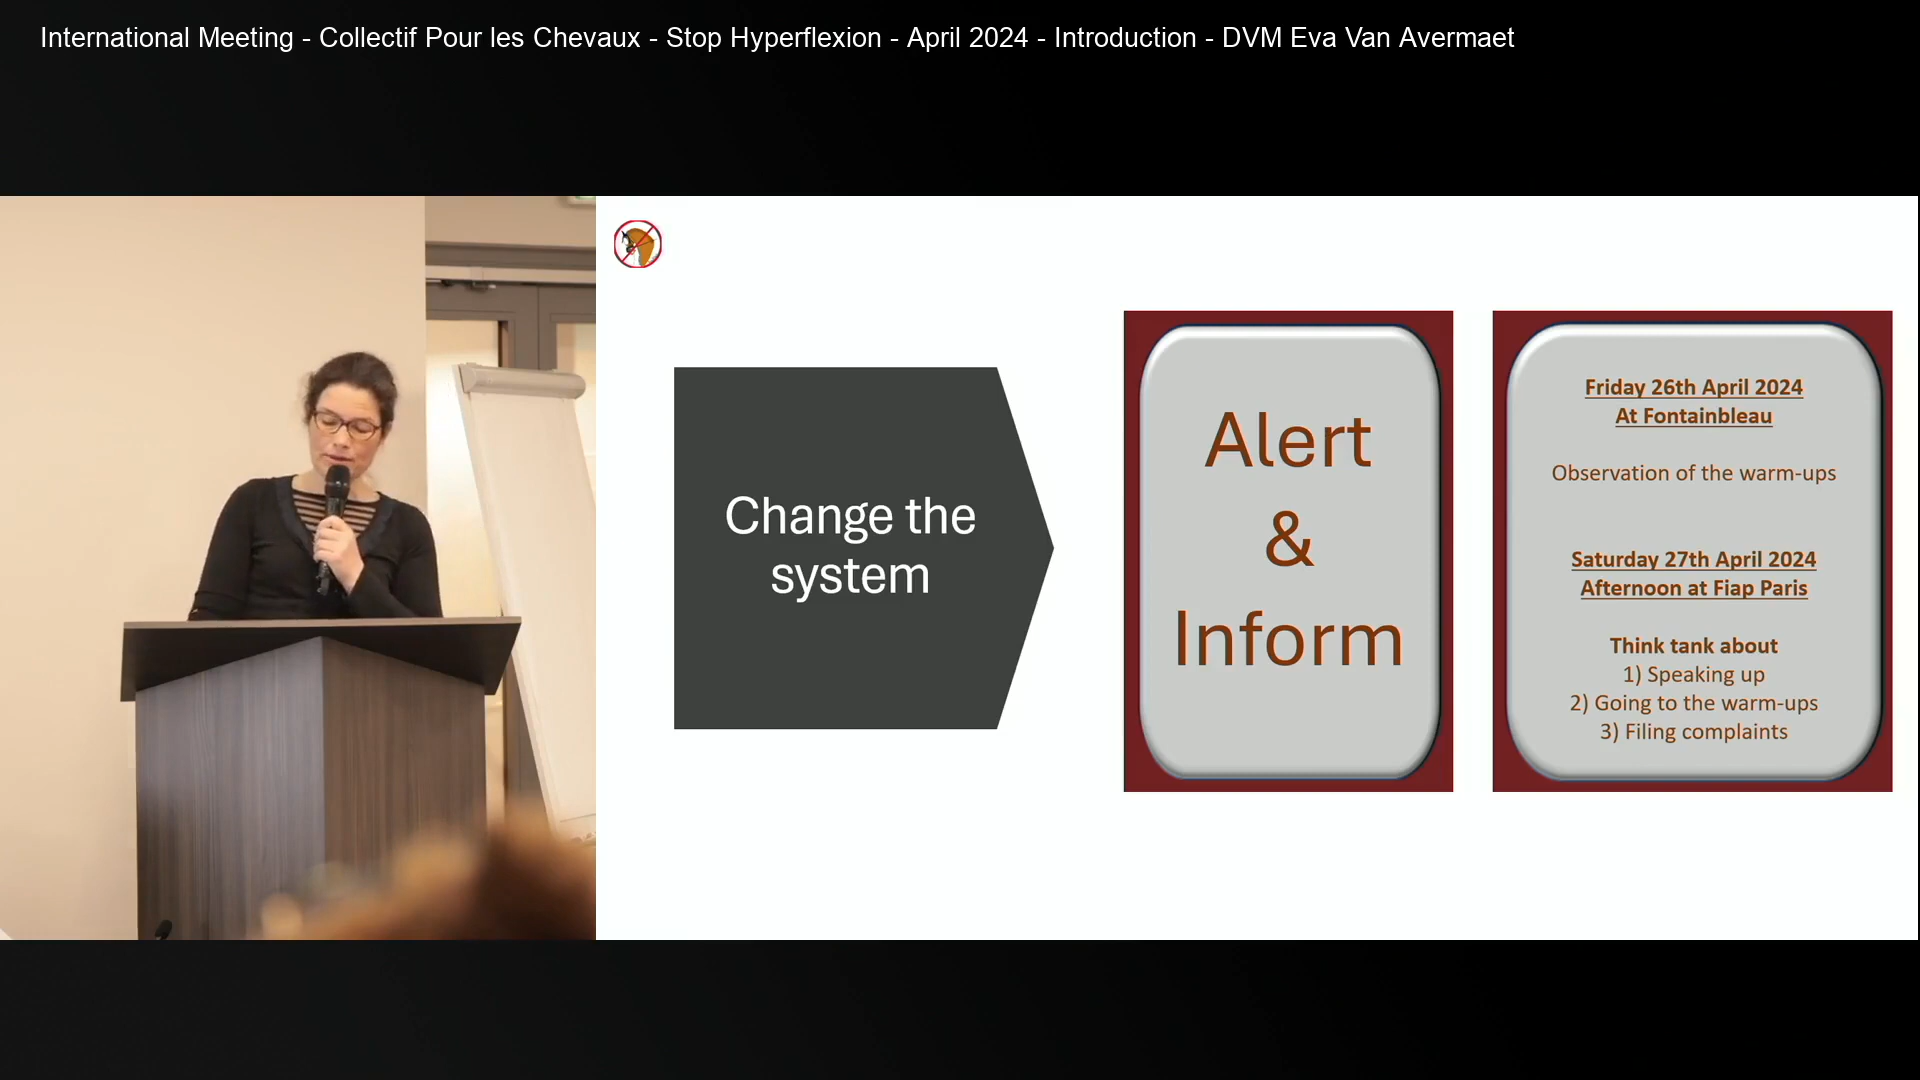 International Meeting - Collectif Pour les Chevaux - Stop Hyperflexion - April 2024 - Introduction - DVM Eva Van Avermaet
Change the
system
Alert
&
Inform
Friday 26th April 2024
At Fontainbleau
Observation of the warm-ups
Saturday 27th April 2024
Afternoon at Fiap Paris
Think tank about
1) Speaking up
2) Going to the warm-ups
3) Filing complaints